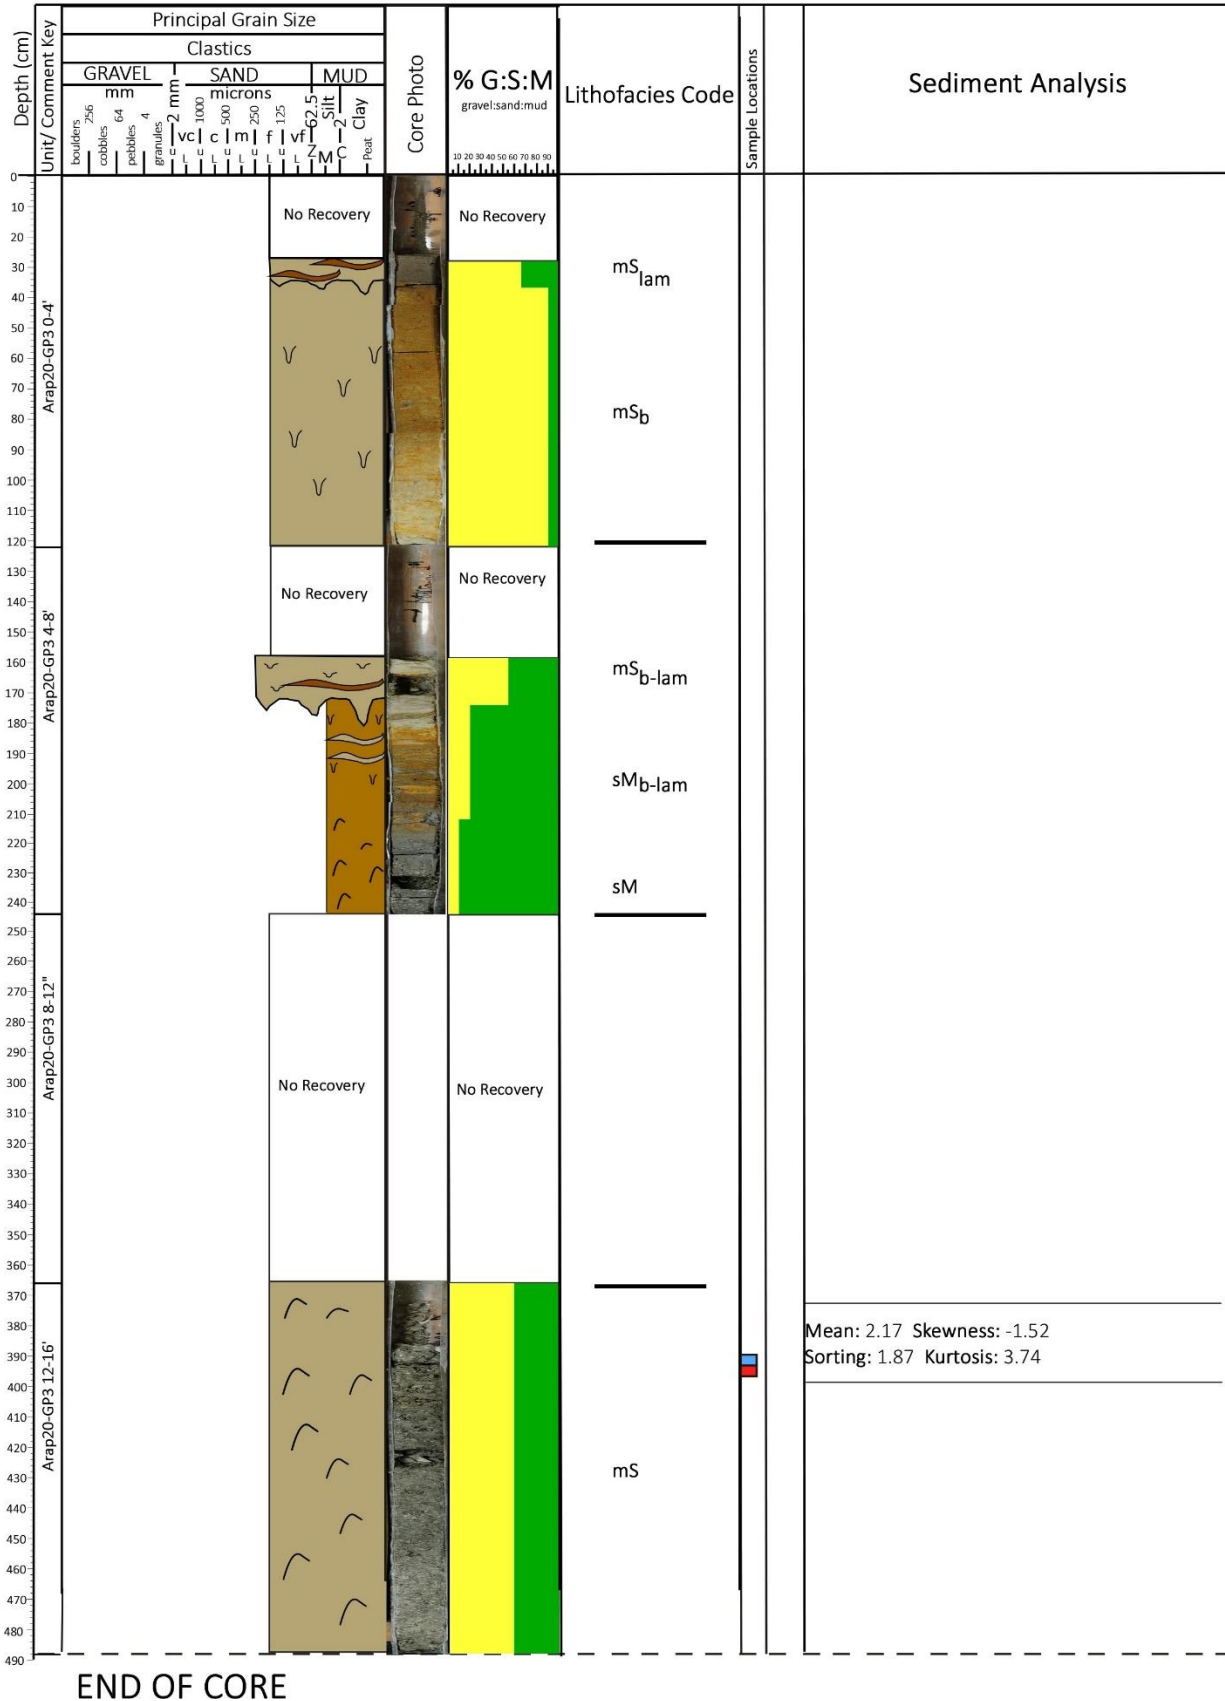 Depth (cm)
Unit/ Comment Key
Principal Grain Size
Clastics
GRAVEL
mm
SAND
microns
MUD
boulders
256
cobbles
64
pebbles
4
granules
2 mm
vc
1000
c
500
m
250
f
125
vf
62.5
Silt
2
Clay
Peat
u L u L u L u L u L Z M C
Core Photo
% G:S:M
gravel:sand:mud
10 20 30 40 50 60 70 80 90
Lithofacies Code
Sample Locations
Sediment Analysis
0
10
20
30
40
50
60
70
80
90
100
110
120
130
140
150
160
170
180
190
200
210
220
230
240
250
260
270
280
290
300
310
320
330
340
350
360
370
380
390
400
410
420
430
440
450
460
470
480
490
Arap20-GP3 0-4'
No Recovery
No Recovery
mSlam
mSb
Arap20-GP3 4-8'
No Recovery
No Recovery
mSb-lam
sMb-lam
sM
Arap20-GP3 8-12"
No Recovery
No Recovery
Arap20-GP3 12-16'
mS
Mean: 2.17 Skewness: -1.52
Sorting: 1.87 Kurtosis: 3.74
END OF CORE